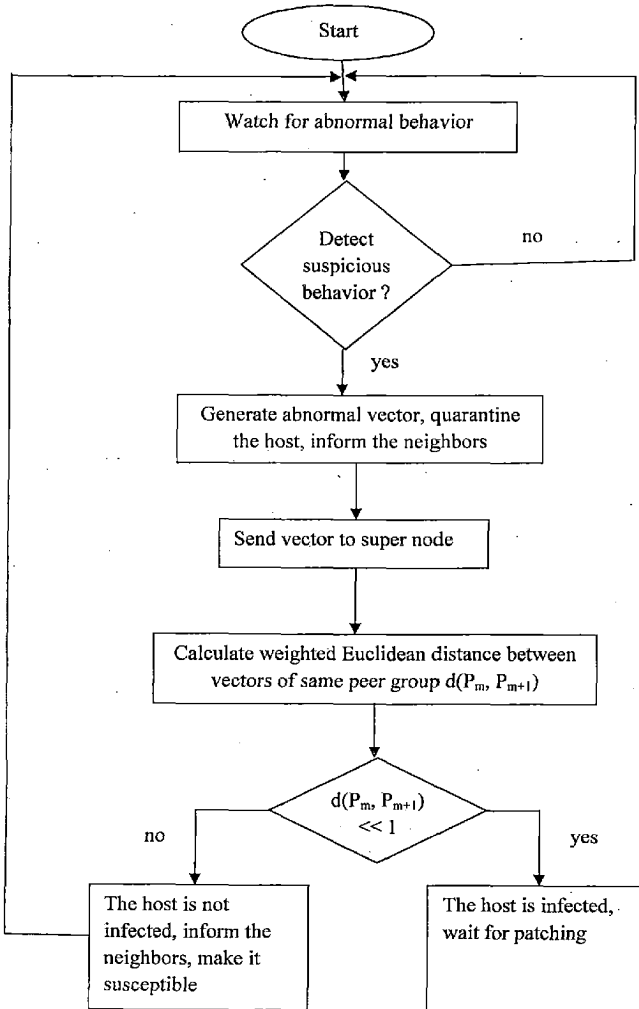 Start
Watch for abnormal behavior
Detect
suspicious
behavior ?
no
yes
Generate abnormal vector, quarantine
the host, inform the neighbors
Send vector to super node
Calculate weighted Euclidean distance between
vectors of same peer group d(Pₘ, Pₘ₊₁)
d(Pₘ, Pₘ₊₁)
<< 1
no
yes
The host is not
infected, inform the
neighbors, make it
susceptible
The host is infected,
wait for patching